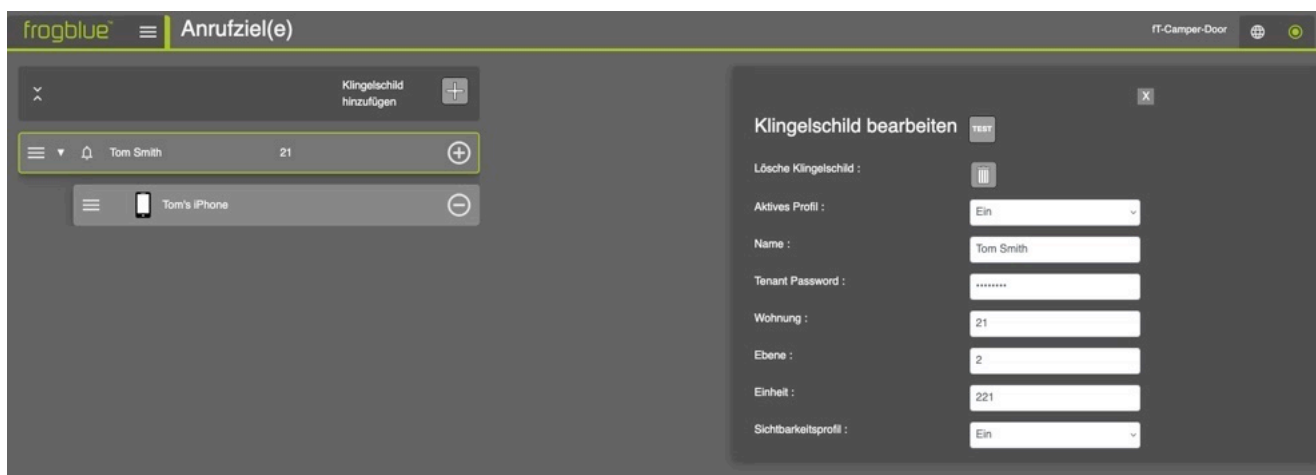 frogblue™ Anrufziel(e) fT-Camper-Door
Klingelschild
hinzufügen
Tom Smith 21
Tom's iPhone
X
Klingelschild bearbeiten TEST
Lösche Klingelschild :
Aktives Profil : Ein
Name : Tom Smith
Tenant Password : ••••••••
Wohnung : 21
Ebene : 2
Einheit : 221
Sichtbarkeitsprofil : Ein